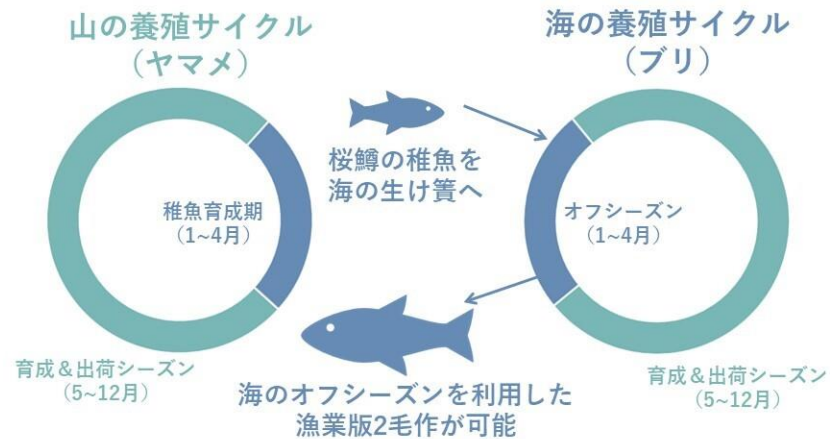 山の養殖サイクル
（ヤマメ）
海の養殖サイクル
（ブリ）
桜鱒の稚魚を
海の生け簀へ
稚魚育成期
（1~4月）
オフシーズン
（1~4月）
育成＆出荷シーズン
（5~12月）
海のオフシーズンを利用した
漁業版2毛作が可能
育成＆出荷シーズン
（5~12月）